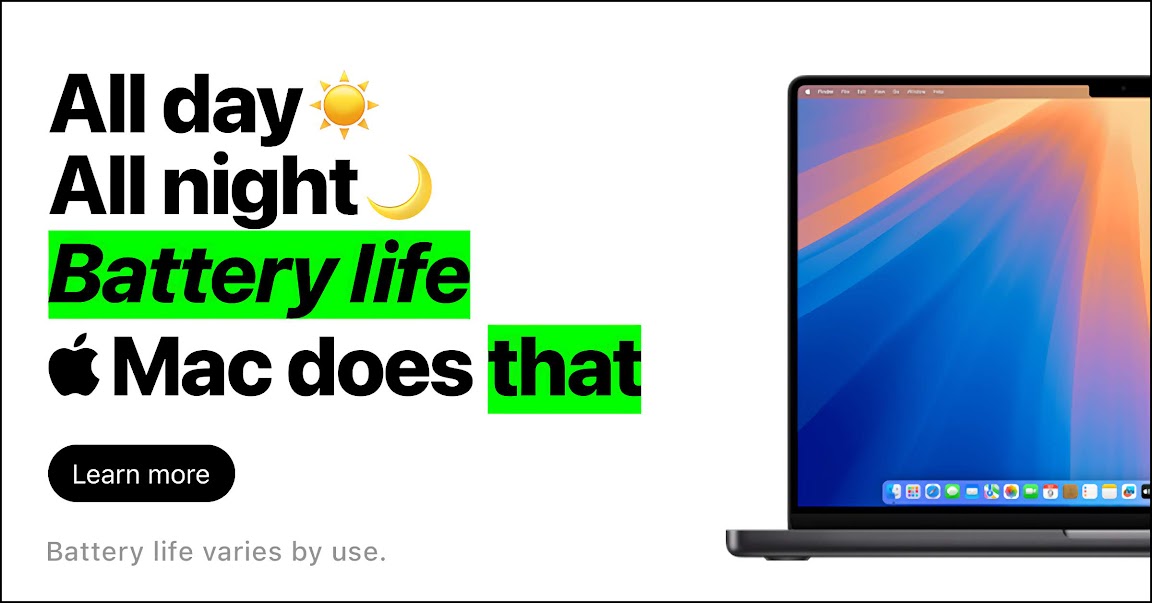 All day☀️
All night🌙
Battery life
Mac does that
Learn more
Battery life varies by use.
Finder File Edit View Go Window Help